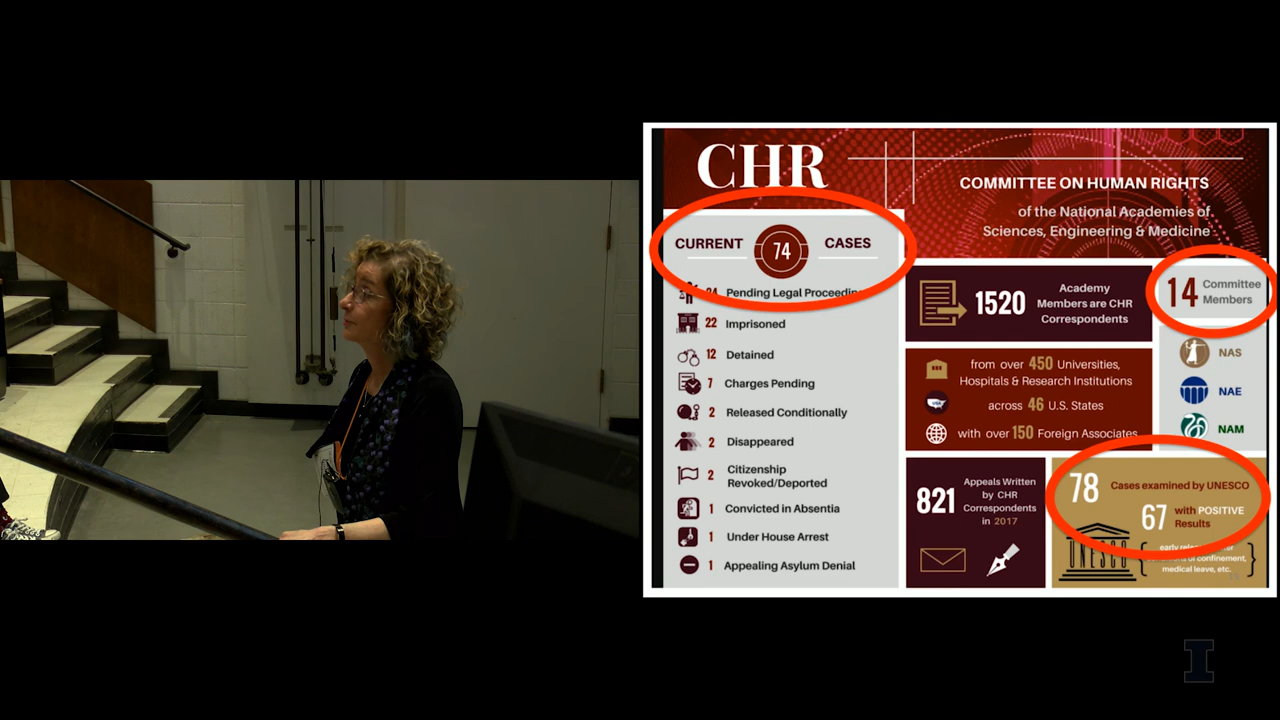 CHR
COMMITTEE ON HUMAN RIGHTS
of the National Academies of
Sciences, Engineering & Medicine
CURRENT 74 CASES
24 Pending Legal Proceedings
22 Imprisoned
12 Detained
7 Charges Pending
2 Released Conditionally
2 Disappeared
2 Citizenship
Revoked/Deported
1 Convicted in Absentia
1 Under House Arrest
1 Appealing Asylum Denial
1520
Academy
Members are CHR
Correspondents
14 Committee
Members
from over 450 Universities,
Hospitals & Research Institutions
USA
across 46 U.S. States
with over 150 Foreign Associates
NAS
NAE
NAM
821
Appeals Written
by CHR
Correspondents
in 2017
78 Cases examined by UNESCO
67 with POSITIVE
Results
UNESCO
of confinement,
medical leave, etc.
I